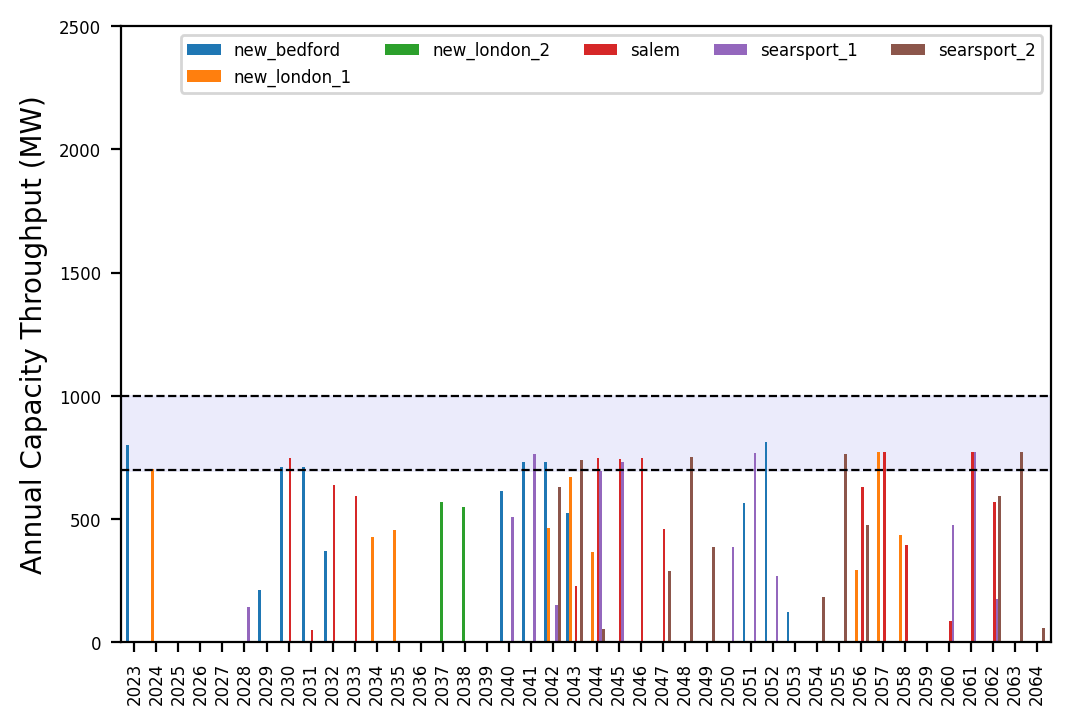 2500
new_bedford new_london_2 salem searsport_1 searsport_2
new_london_1
2000
1500
1000
500
0
Annual Capacity Throughput (MW)
2023 2024 2025 2026 2027 2028 2029 2030 2031 2032 2033 2034 2035 2036 2037 2038 2039 2040 2041 2042 2043 2044 2045 2046 2047 2048 2049 2050 2051 2052 2053 2054 2055 2056 2057 2058 2059 2060 2061 2062 2063 2064